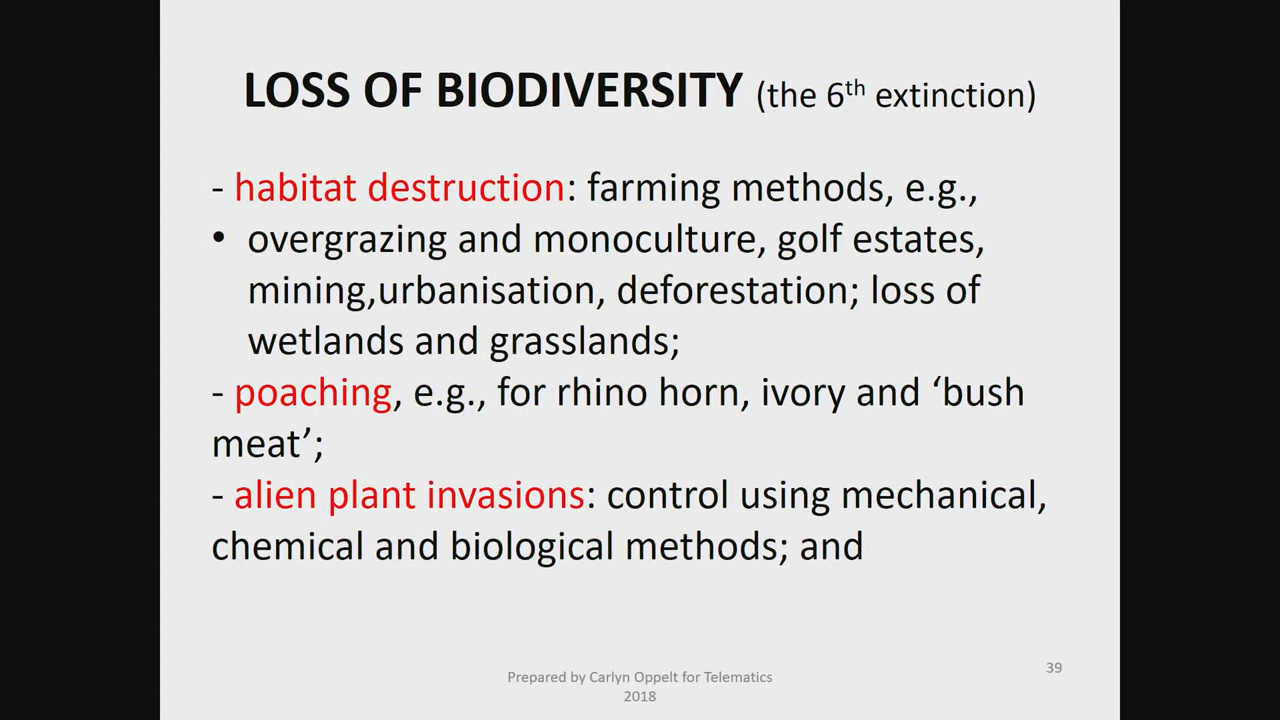 LOSS OF BIODIVERSITY (the 6th extinction)
- habitat destruction: farming methods, e.g.,
• overgrazing and monoculture, golf estates,
mining,urbanisation, deforestation; loss of
wetlands and grasslands;
- poaching, e.g., for rhino horn, ivory and ‘bush
meat’;
- alien plant invasions: control using mechanical,
chemical and biological methods; and
Prepared by Carlyn Oppelt for Telematics
2018
39